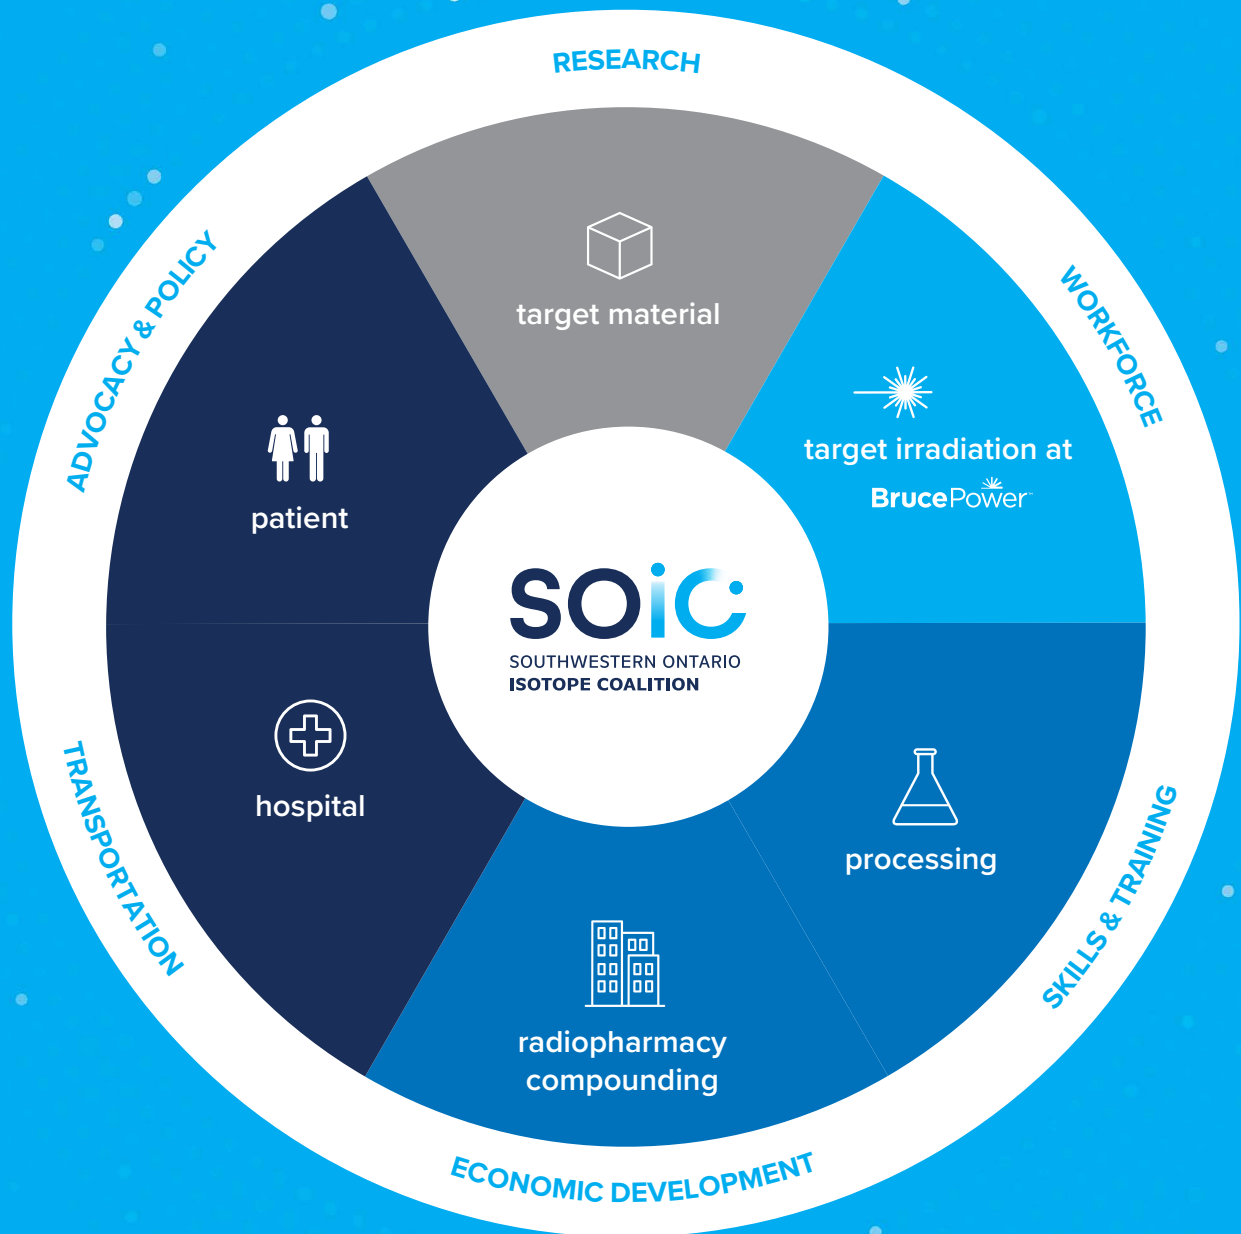 RESEARCH
WORKFORCE
SKILLS & TRAINING
ECONOMIC DEVELOPMENT
TRANSPORTATION
ADVOCACY & POLICY
target material
target irradiation at
BrucePower
processing
radiopharmacy
compounding
hospital
patient
SOiC
SOUTHWESTERN ONTARIO
ISOTOPE COALITION